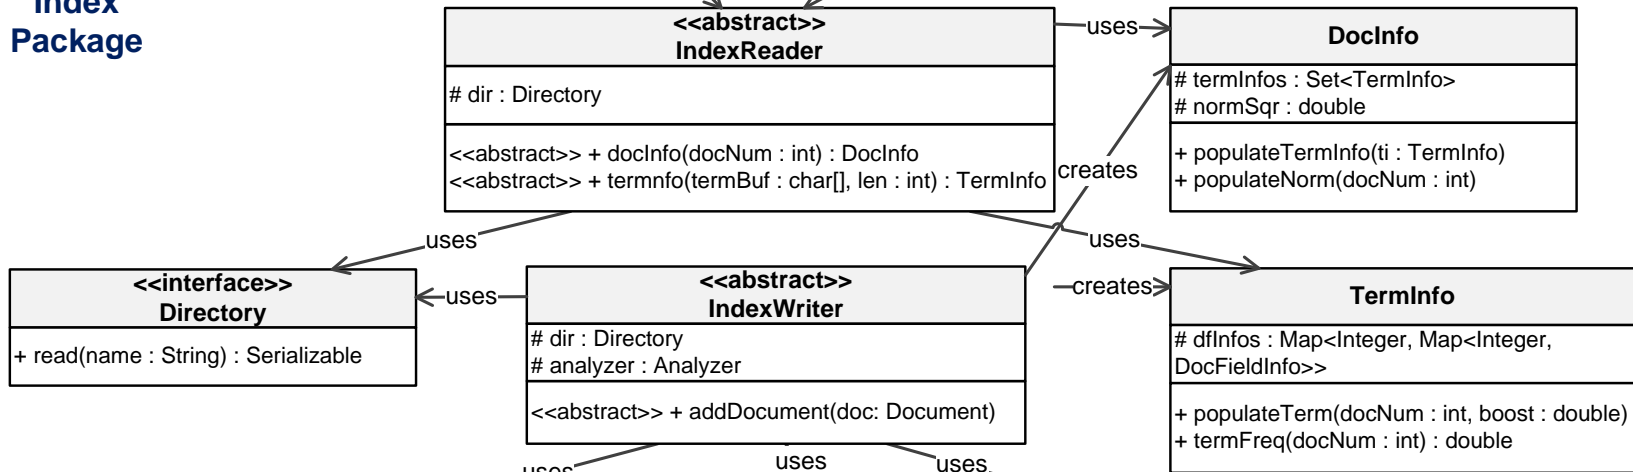 Index
Package
<<abstract>>
IndexReader
# dir : Directory
<<abstract>> + docInfo(docNum : int) : DocInfo
<<abstract>> + termnfo(termBuf : char[], len : int) : TermInfo
uses
DocInfo
# termInfos : Set<TermInfo>
# normSqr : double
+ populateTermInfo(ti : TermInfo)
+ populateNorm(docNum : int)
creates
uses
uses
<<interface>>
Directory
+ read(name : String) : Serializable
uses
<<abstract>>
IndexWriter
# dir : Directory
# analyzer : Analyzer
<<abstract>> + addDocument(doc: Document)
creates
TermInfo
# dfInfos : Map<Integer, Map<Integer,
DocFieldInfo>>
+ populateTerm(docNum : int, boost : double)
+ termFreq(docNum : int) : double
uses
uses
uses